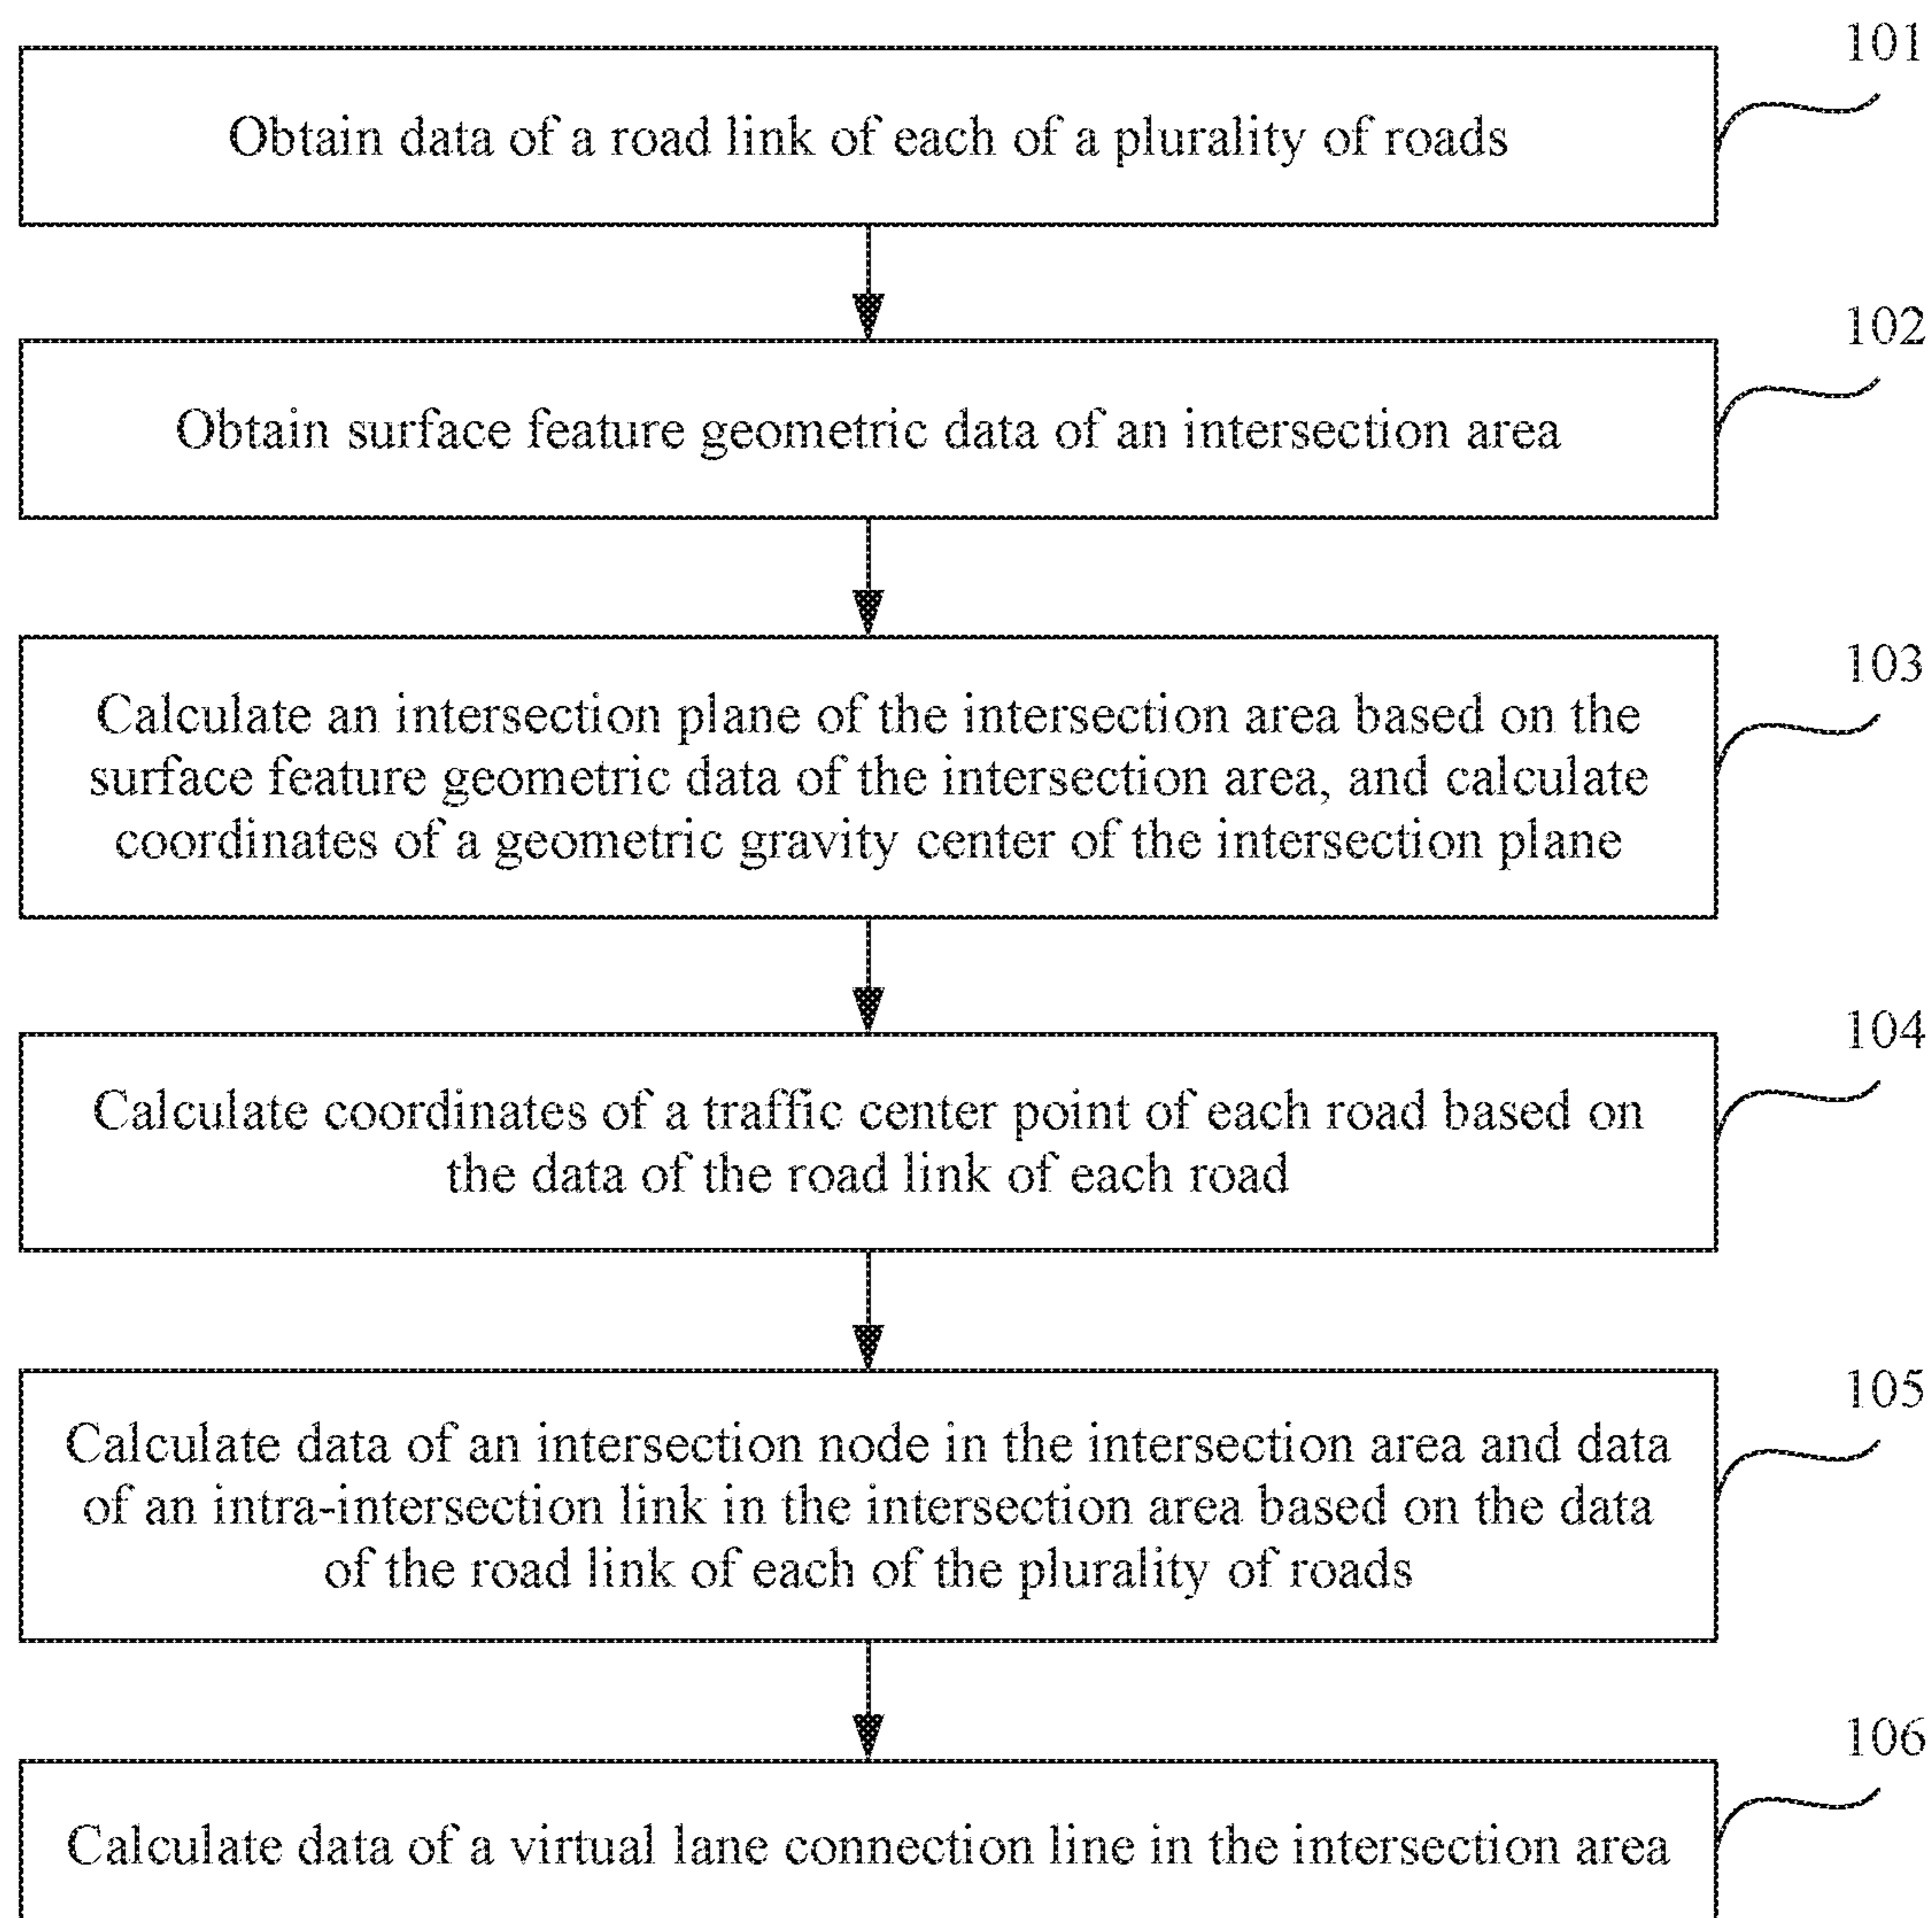 101
Obtain data of a road link of each of a plurality of roads
102
Obtain surface feature geometric data of an intersection area
103
Calculate an intersection plane of the intersection area based on the
surface feature geometric data of the intersection area, and calculate
coordinates of a geometric gravity center of the intersection plane
104
Calculate coordinates of a traffic center point of each road based on
the data of the road link of each road
105
Calculate data of an intersection node in the intersection area and data
of an intra-intersection link in the intersection area based on the data
of the road link of each of the plurality of roads
106
Calculate data of a virtual lane connection line in the intersection area